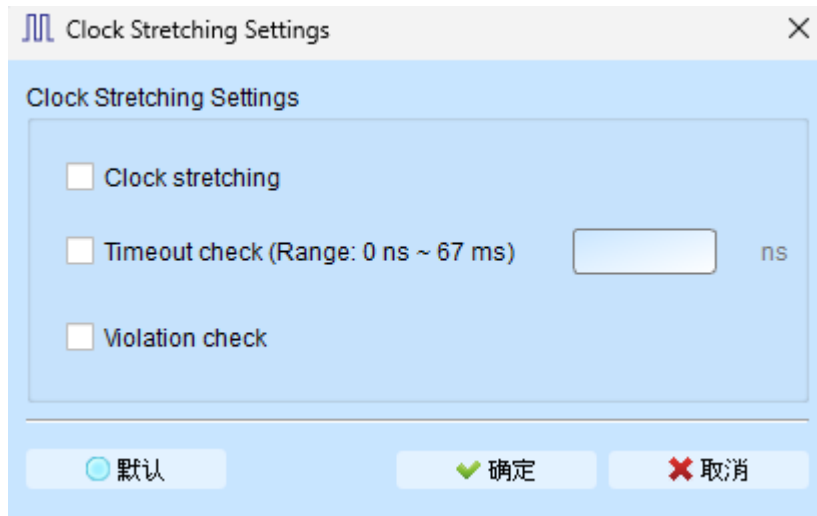 Clock Stretching Settings
Clock Stretching Settings
Clock stretching
Timeout check (Range: 0 ns ~ 67 ms) ns
Violation check
默认 确定 取消